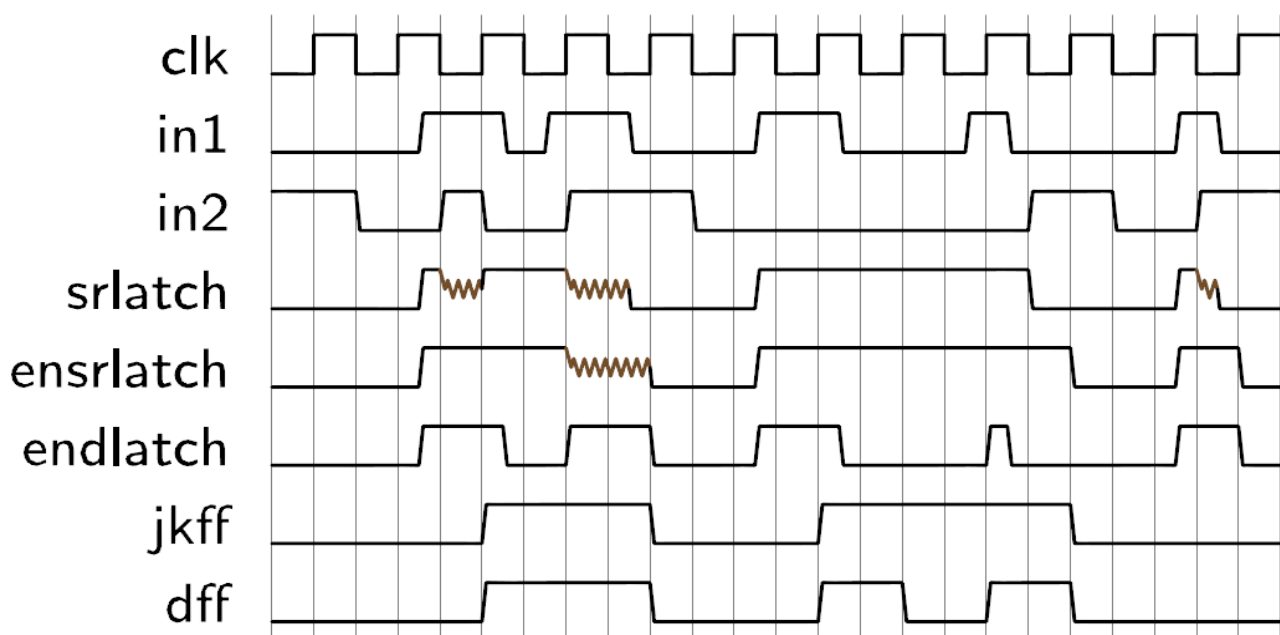 clk
in1
in2
srlatch
ensrlatch
endlatch
jkff
dff